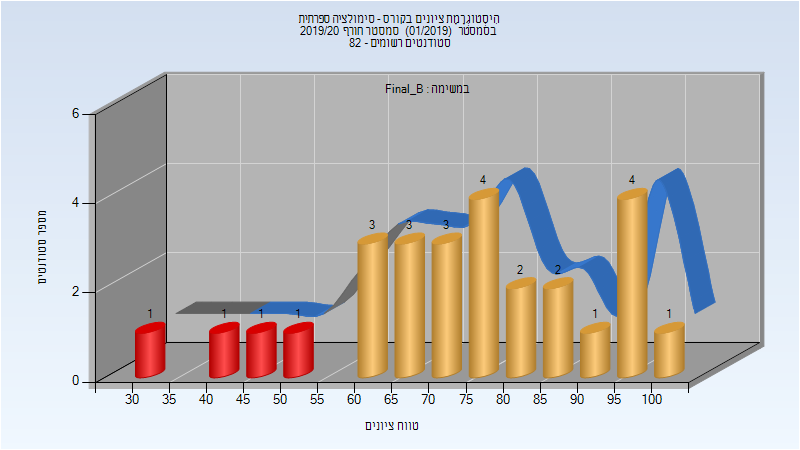 היסטוגרמת ציונים בקורס - סימולציה ספרתית
בסמסטר (01/2019) סמסטר חורף 2019/20
סטודנטים רשומים - 82
במשימה : Final_B
מספר סטודנטים
6
4
2
0
1 1 1 1 3 3 3 4 2 2 1 4 1
30 35 40 45 50 55 60 65 70 75 80 85 90 95 100
טווח ציונים